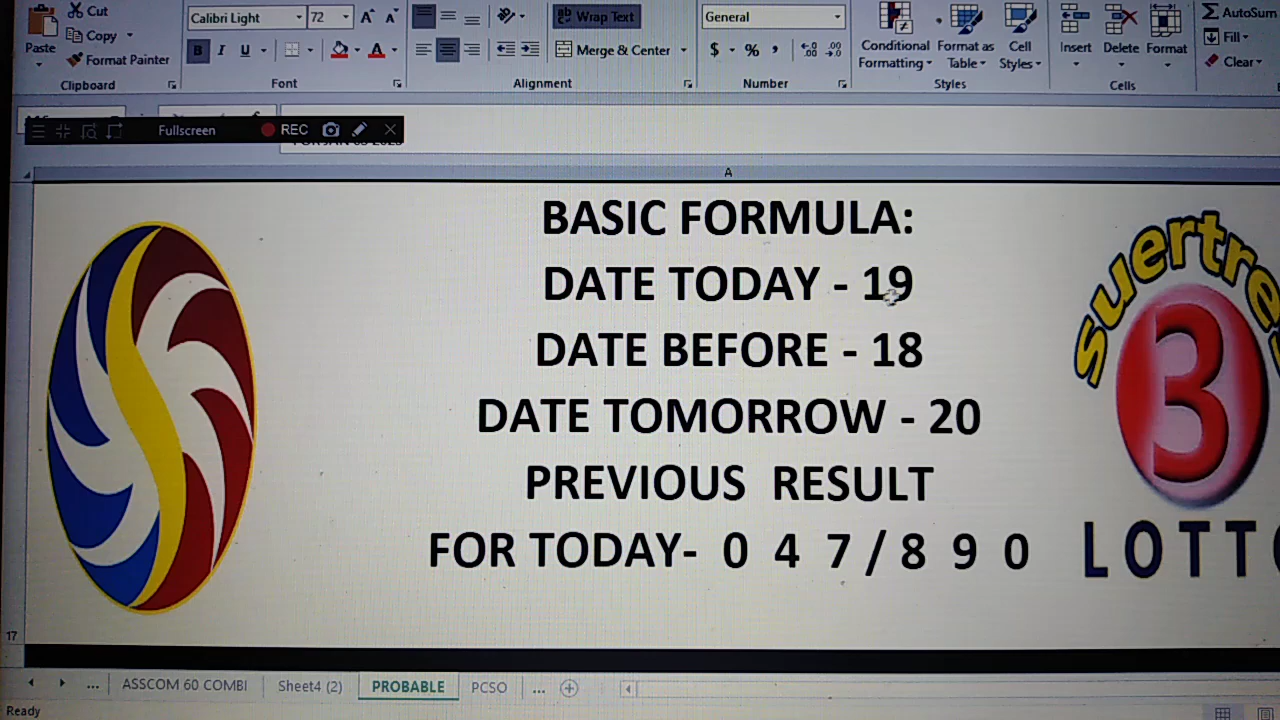 Cut
Calibri Light
72
Wrap Text
General
AutoSum
Copy
Paste
Format Painter
B I U
Merge & Center
$ % ,
Conditional Formatting
Format as Table
Cell Styles
Insert
Delete
Format
Fill
Clear
Clipboard
Font
Alignment
Number
Styles
Cells
Fullscreen
REC
A
BASIC FORMULA:
DATE TODAY - 19
DATE BEFORE - 18
DATE TOMORROW - 20
PREVIOUS RESULT
FOR TODAY- 0 4 7 / 8 9 0
suertre
3
LOTT
17
... ASSCOM 60 COMBI Sheet4 (2) PROBABLE PCSO ...
Ready